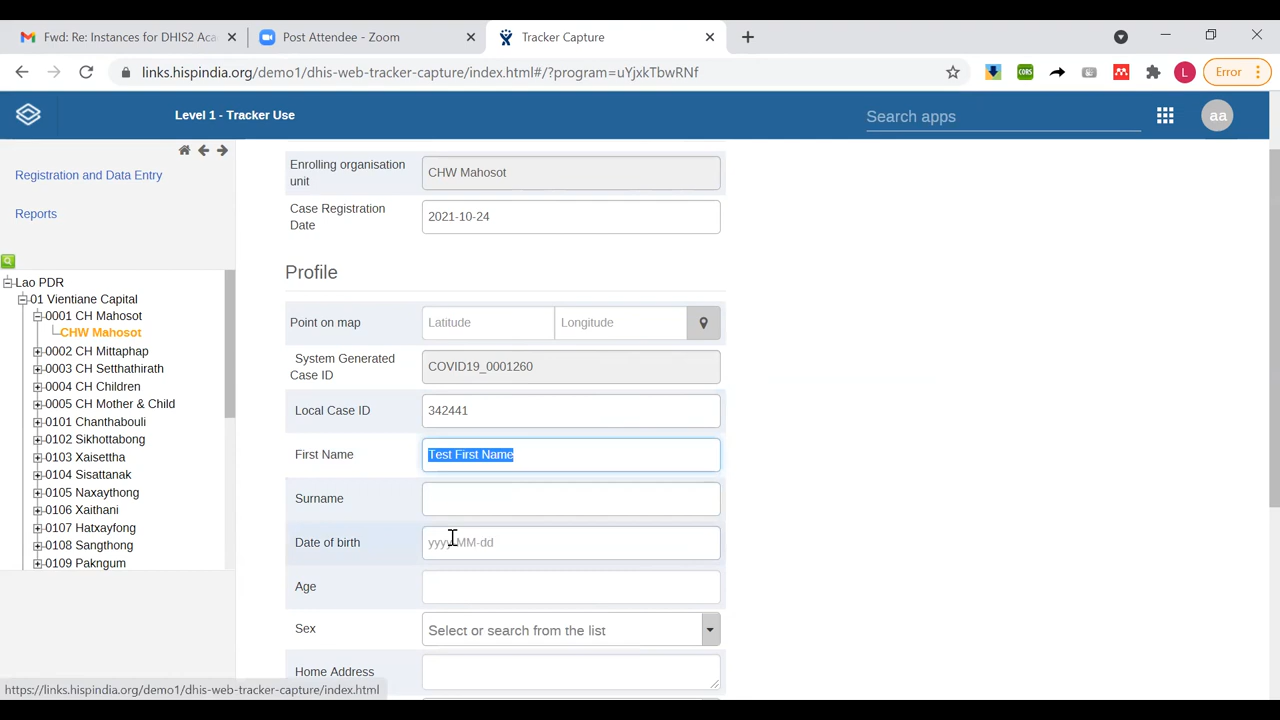 Fwd: Re: Instances for DHIS2 Aca
Post Attendee - Zoom
Tracker Capture
links.hispindia.org/demo1/dhis-web-tracker-capture/index.html#/?program=uYjxkTbwRNf
CORS
L
Error
Level 1 - Tracker Use
Search apps
aa
Registration and Data Entry
Reports
Lao PDR
01 Vientiane Capital
0001 CH Mahosot
CHW Mahosot
0002 CH Mittaphap
0003 CH Setthathirath
0004 CH Children
0005 CH Mother & Child
0101 Chanthabouli
0102 Sikhottabong
0103 Xaisettha
0104 Sisattanak
0105 Naxaythong
0106 Xaithani
0107 Hatxayfong
0108 Sangthong
0109 Pakngum
Enrolling organisation
unit
CHW Mahosot
Case Registration
Date
2021-10-24
Profile
Point on map
Latitude
Longitude
System Generated
Case ID
COVID19_0001260
Local Case ID
342441
First Name
Test First Name
Surname
Date of birth
yyyy-MM-dd
Age
Sex
Select or search from the list
Home Address
https://links.hispindia.org/demo1/dhis-web-tracker-capture/index.html